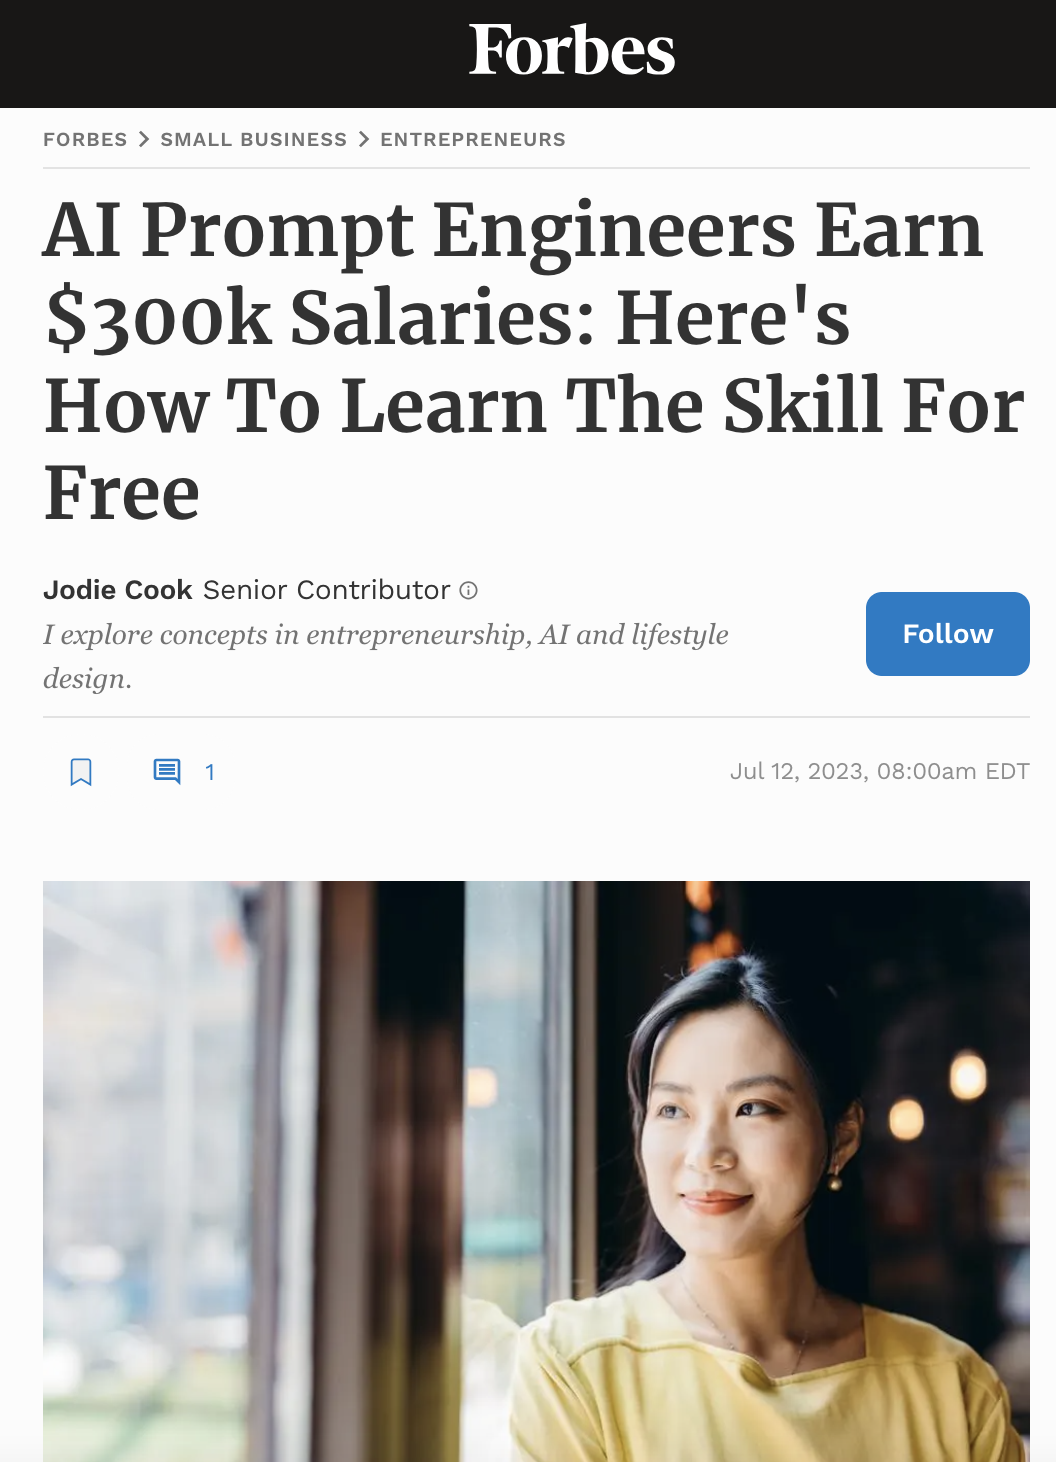 Forbes
FORBES > SMALL BUSINESS > ENTREPRENEURS
AI Prompt Engineers Earn
$300k Salaries: Here's
How To Learn The Skill For
Free
Jodie Cook Senior Contributor
I explore concepts in entrepreneurship, AI and lifestyle
design.
Follow
1
Jul 12, 2023, 08:00am EDT